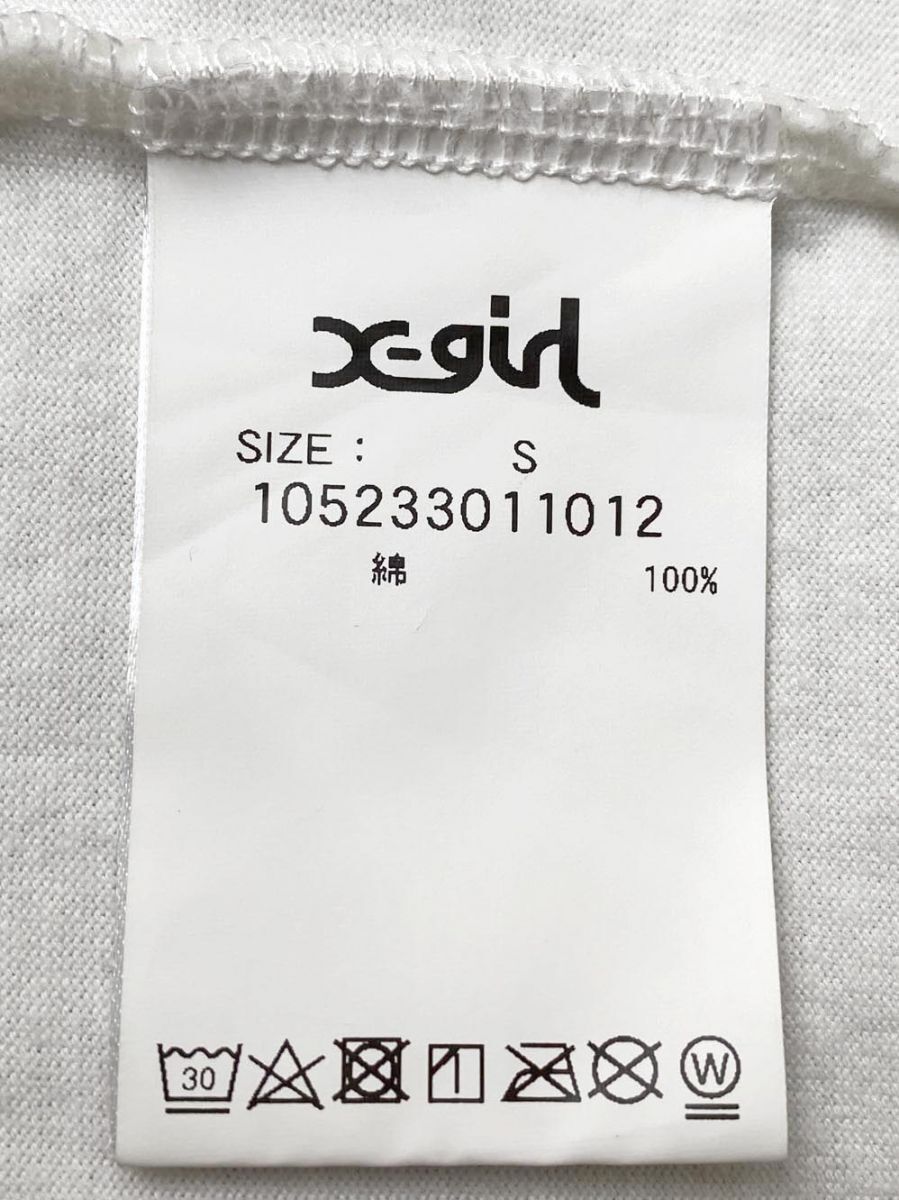 X-girl
SIZE : S
105233011012
綿 100%
30 W